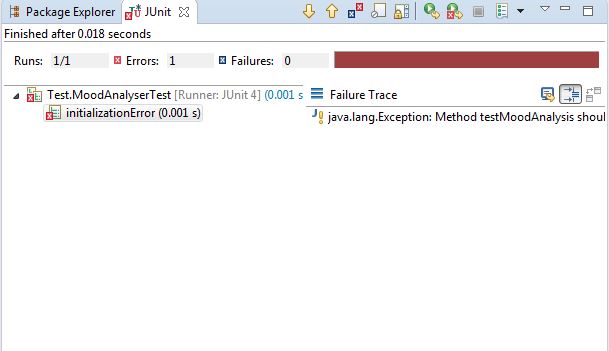 Package Explorer JUnit
Finished after 0.018 seconds
Runs: 1/1 Errors: 1 Failures: 0
Test.MoodAnalyserTest [Runner: JUnit 4] (0.001 s
initializationError (0.001 s)
Failure Trace
java.lang.Exception: Method testMoodAnalysis shoul